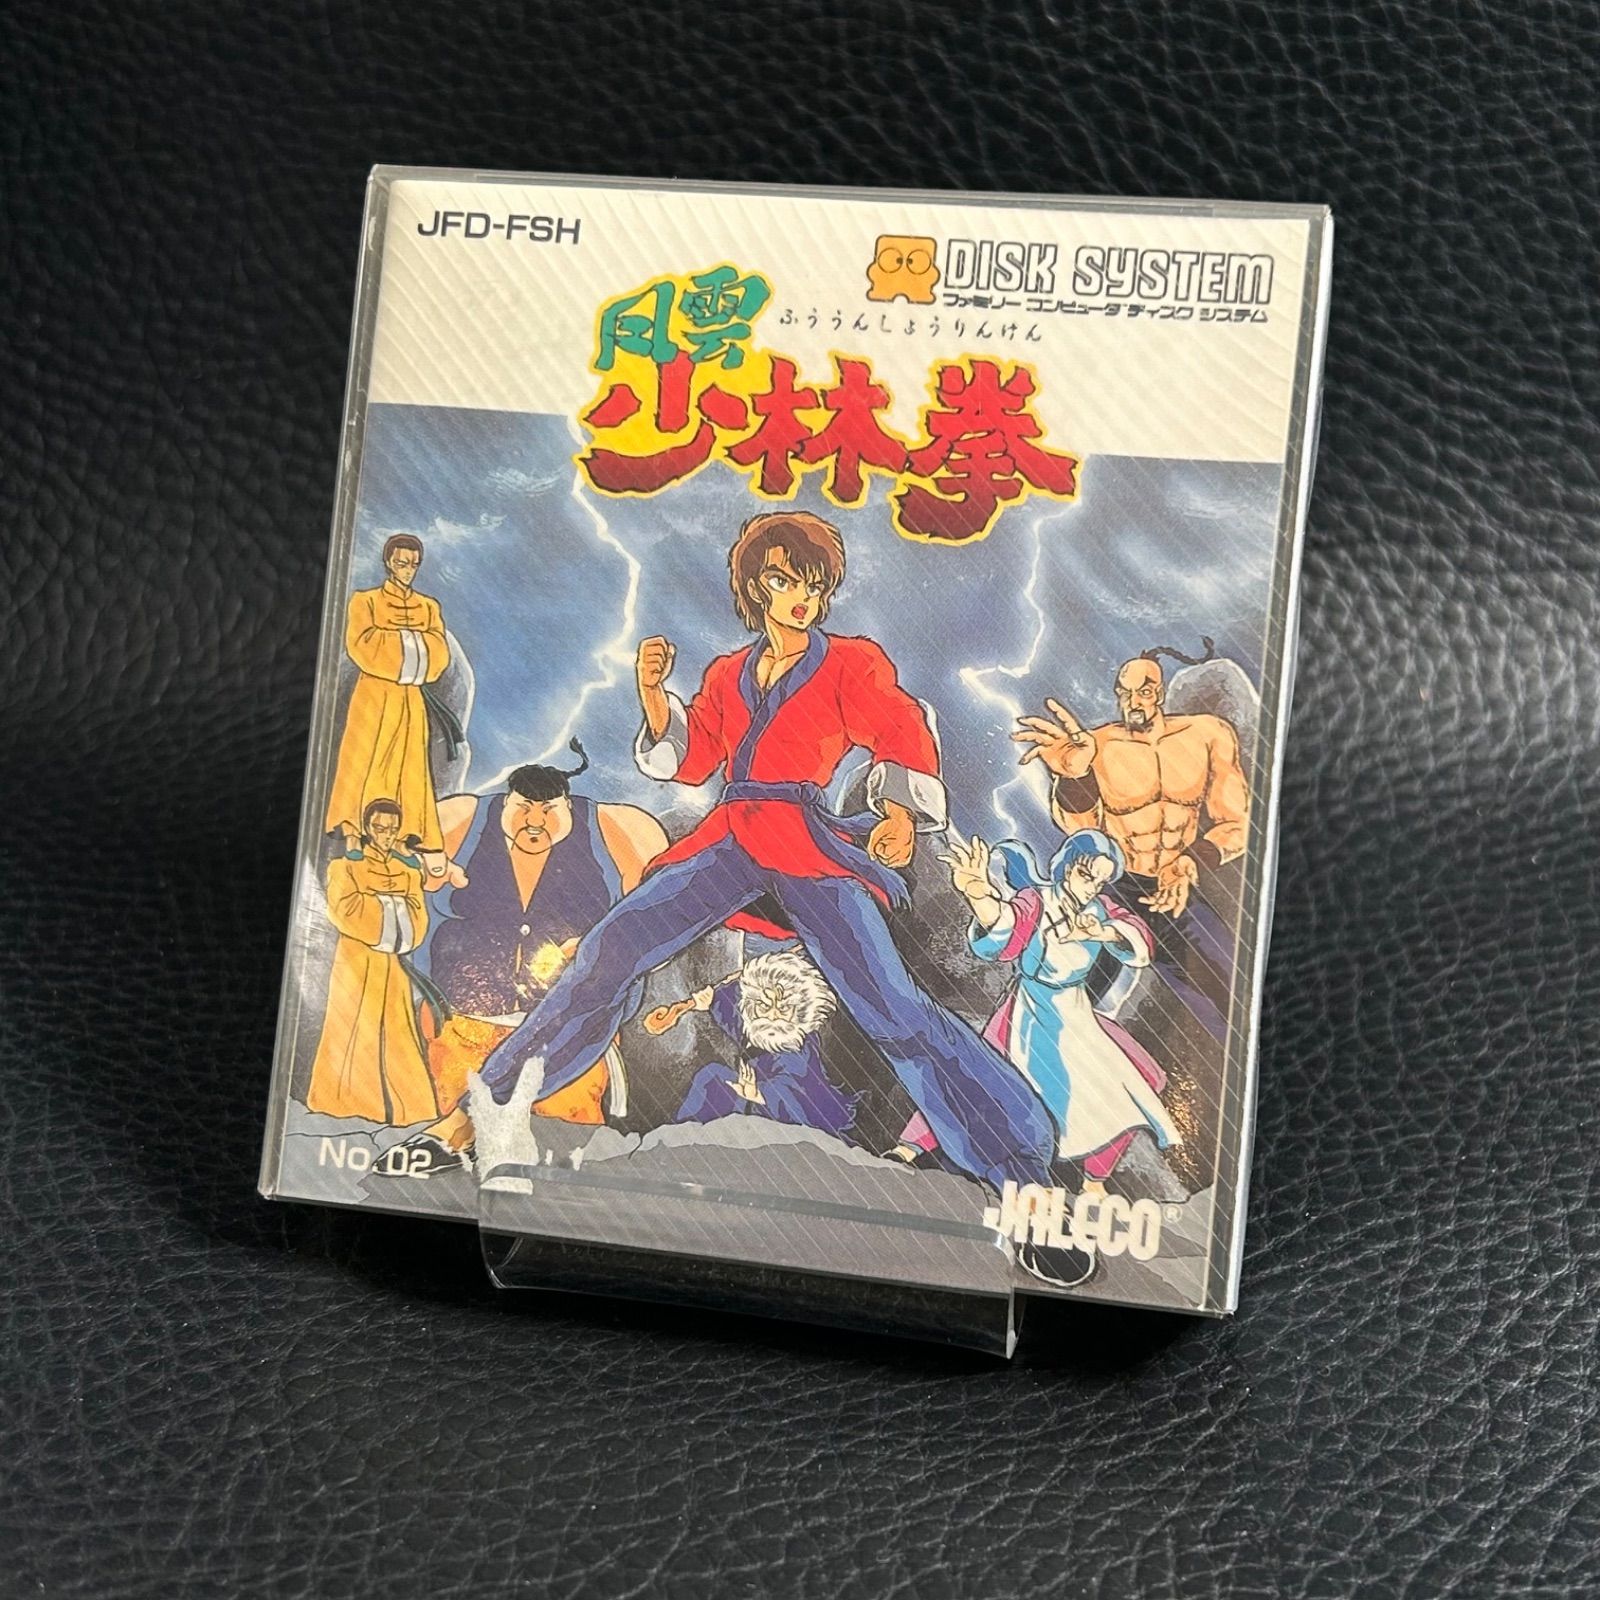 JFD-FSH
DISK SYSTEM
ファミリー コンピュータ ディスク システム
風雲
ふううんしょうりんけん
少林拳
No.02
JALECO®